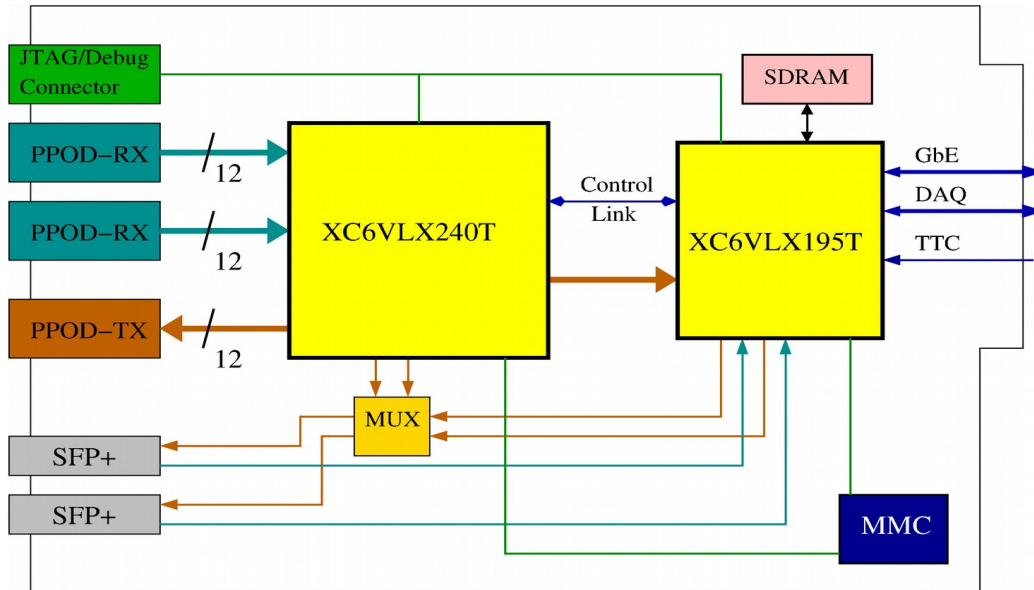 JTAG/Debug
Connector
SDRAM
PPOD−RX
12
XC6VLX240T
Control
Link
XC6VLX195T
GbE
DAQ
TTC
PPOD−RX
12
PPOD−TX
12
MUX
SFP+
SFP+
MMC